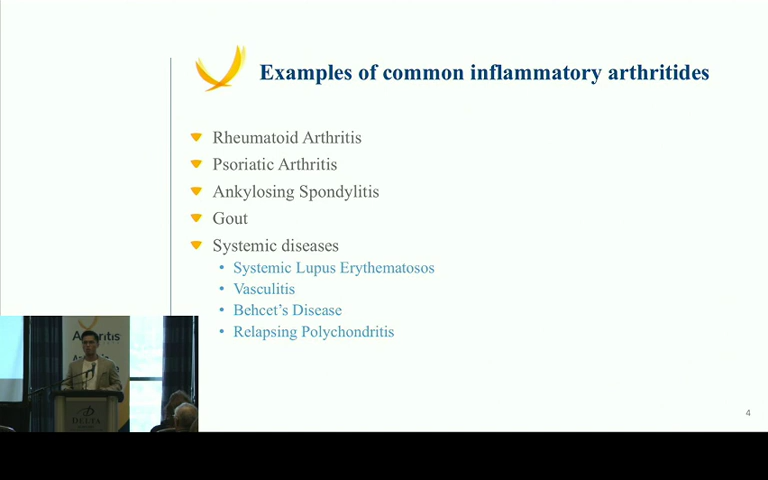 Examples of common inflammatory arthritides
Rheumatoid Arthritis
Psoriatic Arthritis
Ankylosing Spondylitis
Gout
Systemic diseases
• Systemic Lupus Erythematosos
• Vasculitis
• Behcet's Disease
• Relapsing Polychondritis
4
DELTA